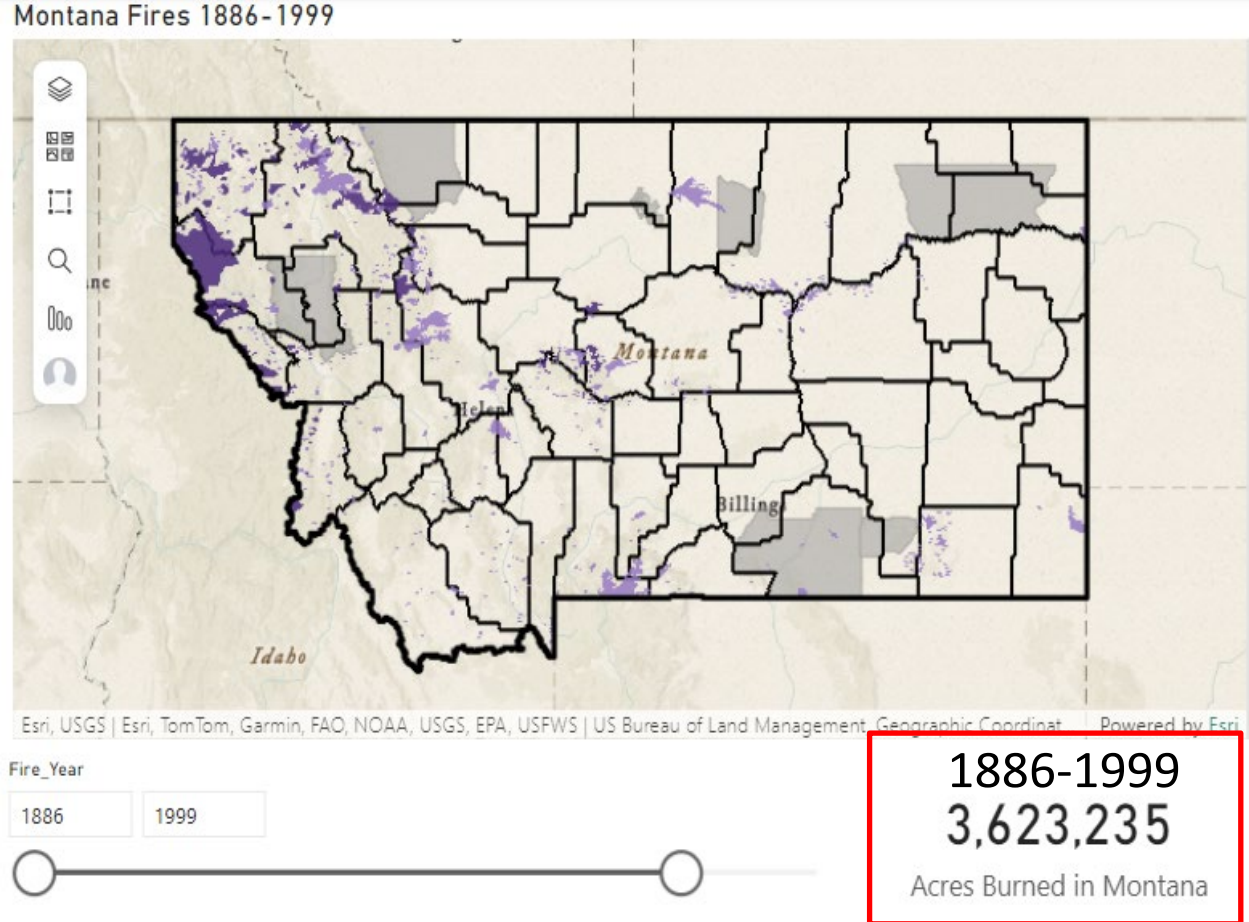 Montana Fires 1886-1999
Montana
Helena
Billing
Idaho
Esri, USGS | Esri, TomTom, Garmin, FAO, NOAA, USGS, EPA, USFWS | US Bureau of Land Management, Geographic Coordinat
Powered by Esri
Fire_Year
1886
1999
1886-1999
3,623,235
Acres Burned in Montana